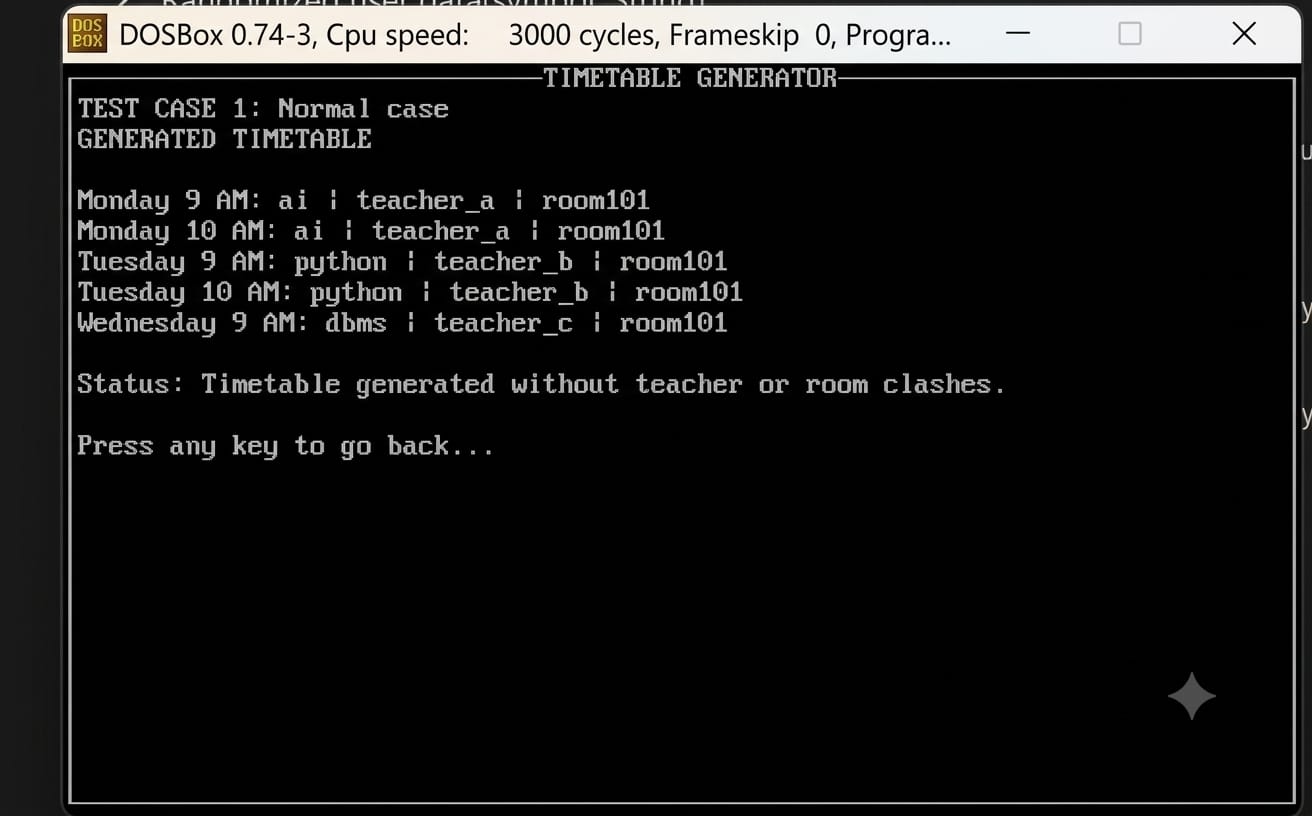 DOS
BOX
DOSBox 0.74-3, Cpu speed: 3000 cycles, Frameskip 0, Progra...
TIMETABLE GENERATOR
TEST CASE 1: Normal case
GENERATED TIMETABLE
Monday 9 AM: ai ¦ teacher_a ¦ room101
Monday 10 AM: ai ¦ teacher_a ¦ room101
Tuesday 9 AM: python ¦ teacher_b ¦ room101
Tuesday 10 AM: python ¦ teacher_b ¦ room101
Wednesday 9 AM: dbms ¦ teacher_c ¦ room101
Status: Timetable generated without teacher or room clashes.
Press any key to go back...